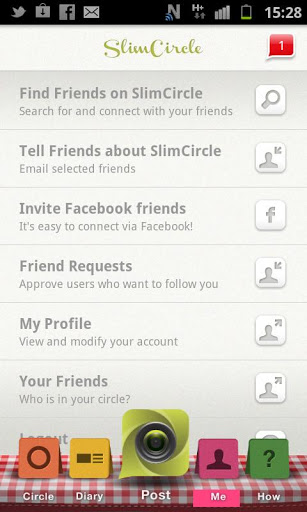 15:28
SlimCircle
1
Find Friends on SlimCircle
Search for and connect with your friends
Tell Friends about SlimCircle
Email selected friends
Invite Facebook friends
It's easy to connect via Facebook!
Friend Requests
Approve users who want to follow you
My Profile
View and modify your account
Your Friends
Who is in your circle?
Logout
Circle Diary Post Me How